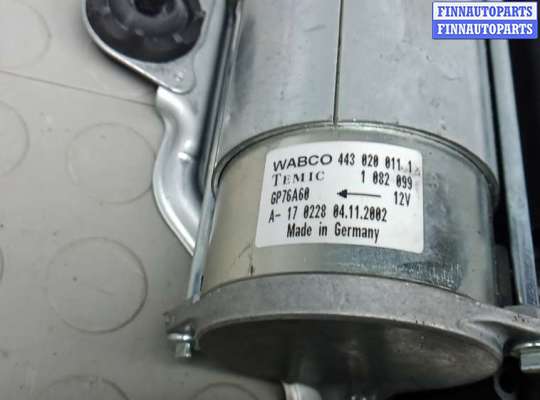 FINNAUTOPARTS
FINNAUTOPARTS
WABCO 443 020 011 1
TEMIC 1 082 099
GP76A60 12V
A- 17 0228 04.11.2002
Made in Germany